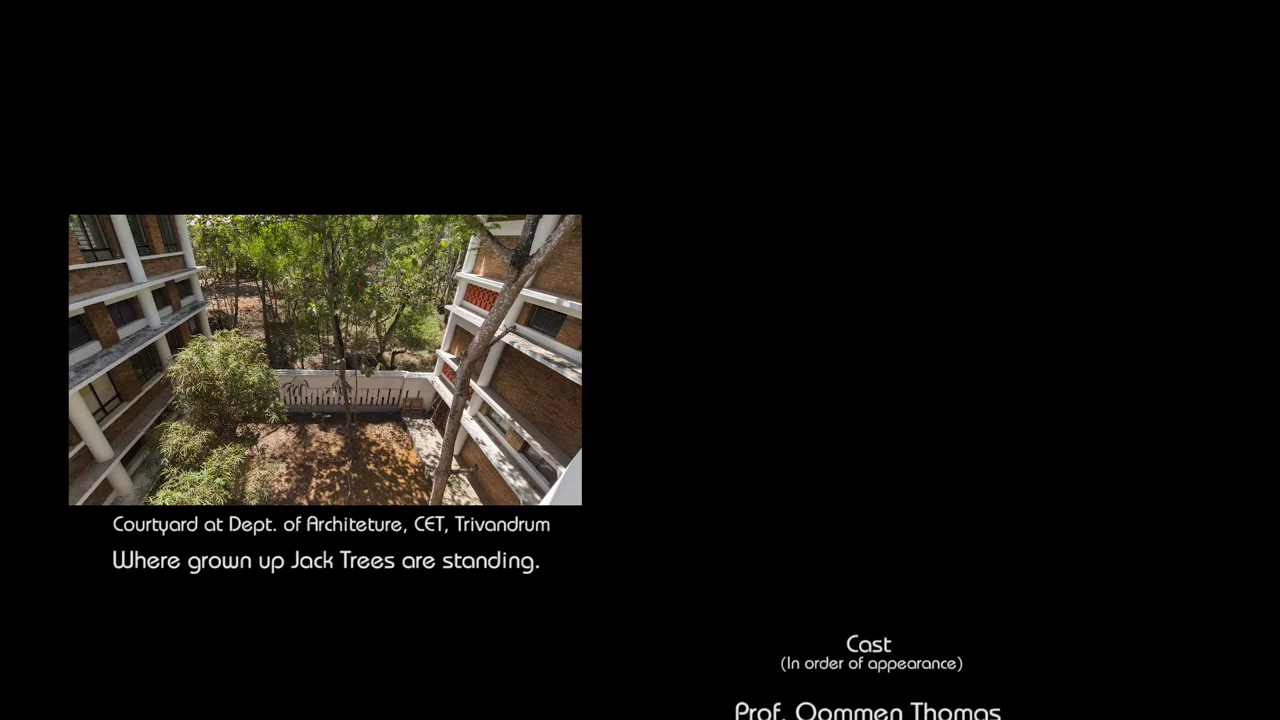 Courtyard at Dept. of Architeture, CET, Trivandrum
Where grown up Jack Trees are standing.
Cast
(In order of appearance)
Prof. Oommen Thomas